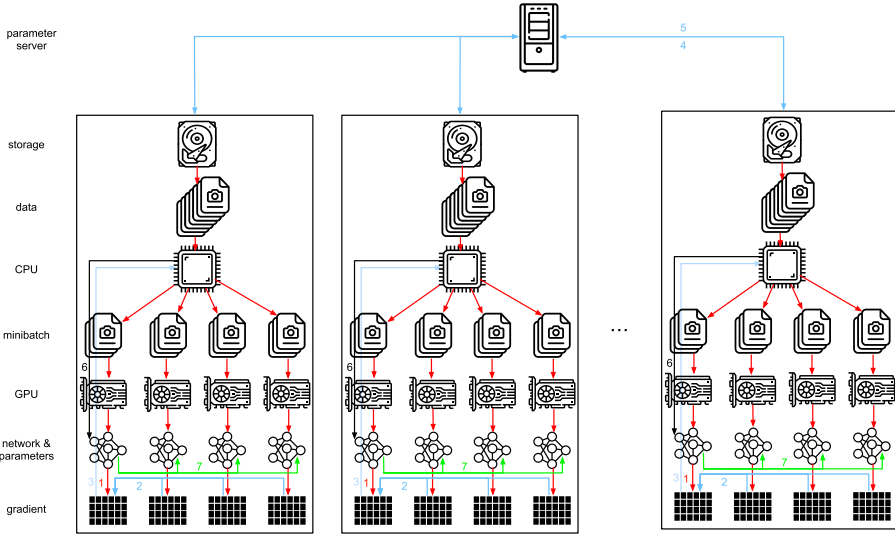 parameter
server
5
4
storage
data
CPU
minibatch
...
6
6
6
GPU
network &
parameters
7
7
7
3
1
2
3
1
2
3
1
2
gradient